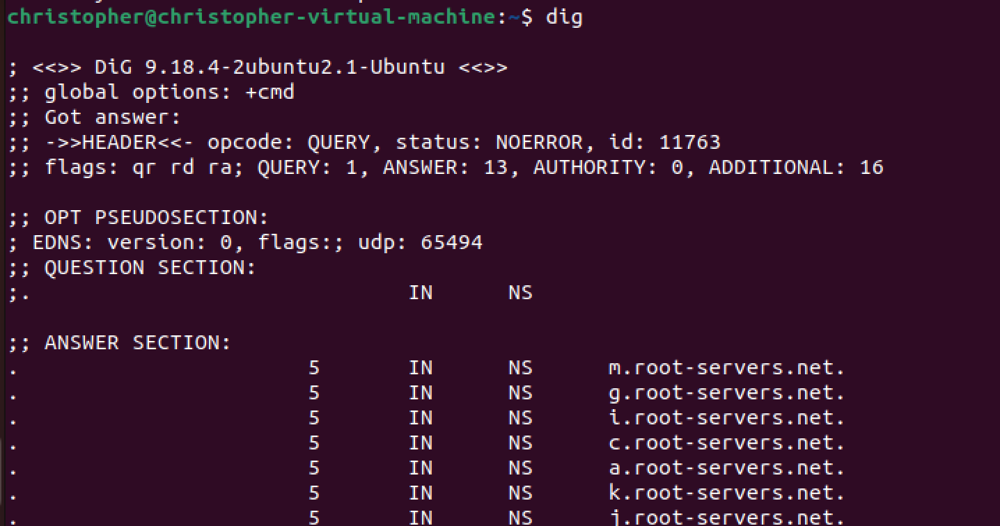 christopher@christopher-virtual-machine:~$ dig
; <<>> DiG 9.18.4-2ubuntu2.1-Ubuntu <<>>
;; global options: +cmd
;; Got answer:
;; ->>HEADER<<- opcode: QUERY, status: NOERROR, id: 11763
;; flags: qr rd ra; QUERY: 1, ANSWER: 13, AUTHORITY: 0, ADDITIONAL: 16
;; OPT PSEUDOSECTION:
; EDNS: version: 0, flags:; udp: 65494
;; QUESTION SECTION:
;. IN NS
;; ANSWER SECTION:
. 5 IN NS m.root-servers.net.
. 5 IN NS g.root-servers.net.
. 5 IN NS i.root-servers.net.
. 5 IN NS c.root-servers.net.
. 5 IN NS a.root-servers.net.
. 5 IN NS k.root-servers.net.
. 5 IN NS j.root-servers.net.